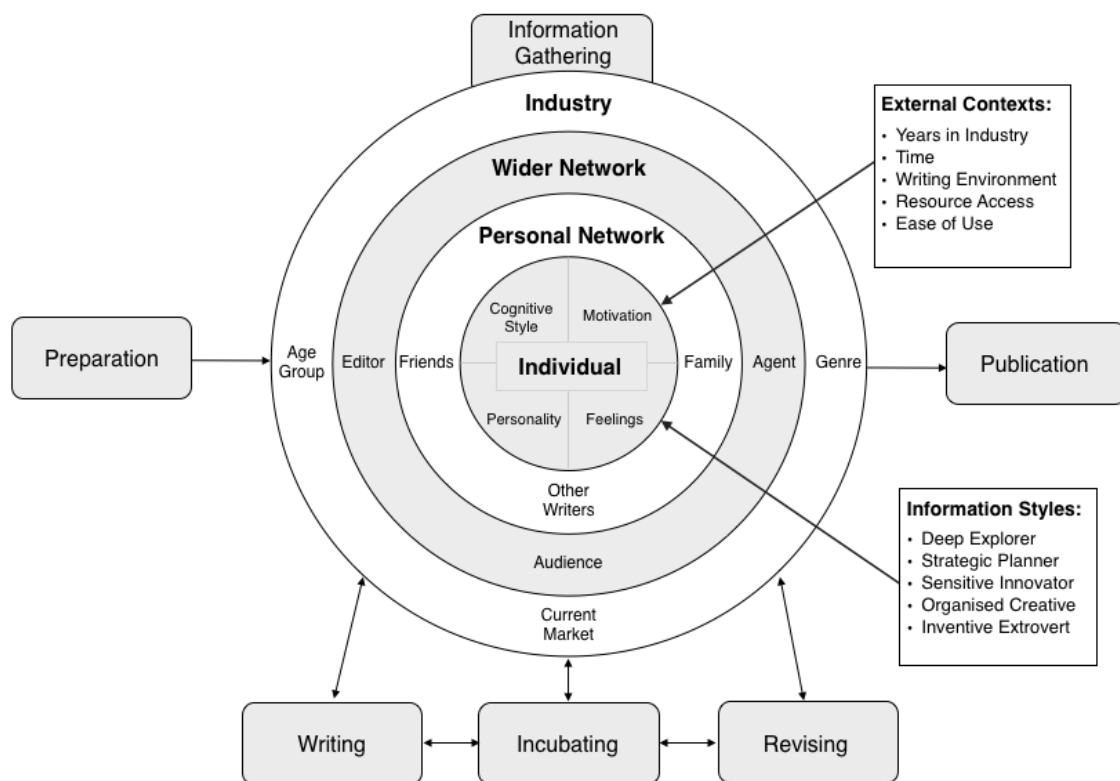 Information
Gathering
Industry
Wider Network
Personal Network
Cognitive
Style
Motivation
Individual
Personality
Feelings
Friends
Family
Other
Writers
Editor
Agent
Audience
Age
Group
Genre
Current
Market
External Contexts:
• Years in Industry
• Time
• Writing Environment
• Resource Access
• Ease of Use
Preparation
Publication
Information Styles:
• Deep Explorer
• Strategic Planner
• Sensitive Innovator
• Organised Creative
• Inventive Extrovert
Writing
Incubating
Revising